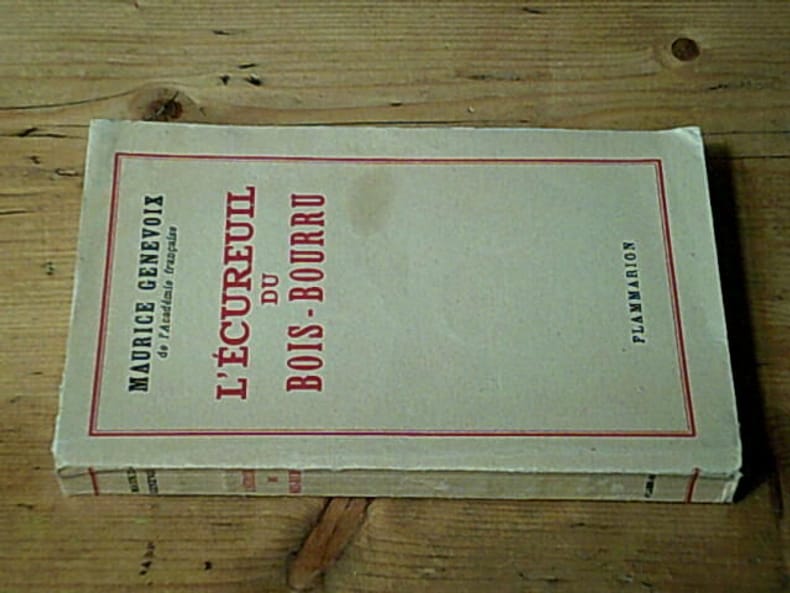 MAURICE GENEVOIX
de l'Académie française
L'ÉCUREUIL
DU
BOIS-BOURRU
FLAMMARION